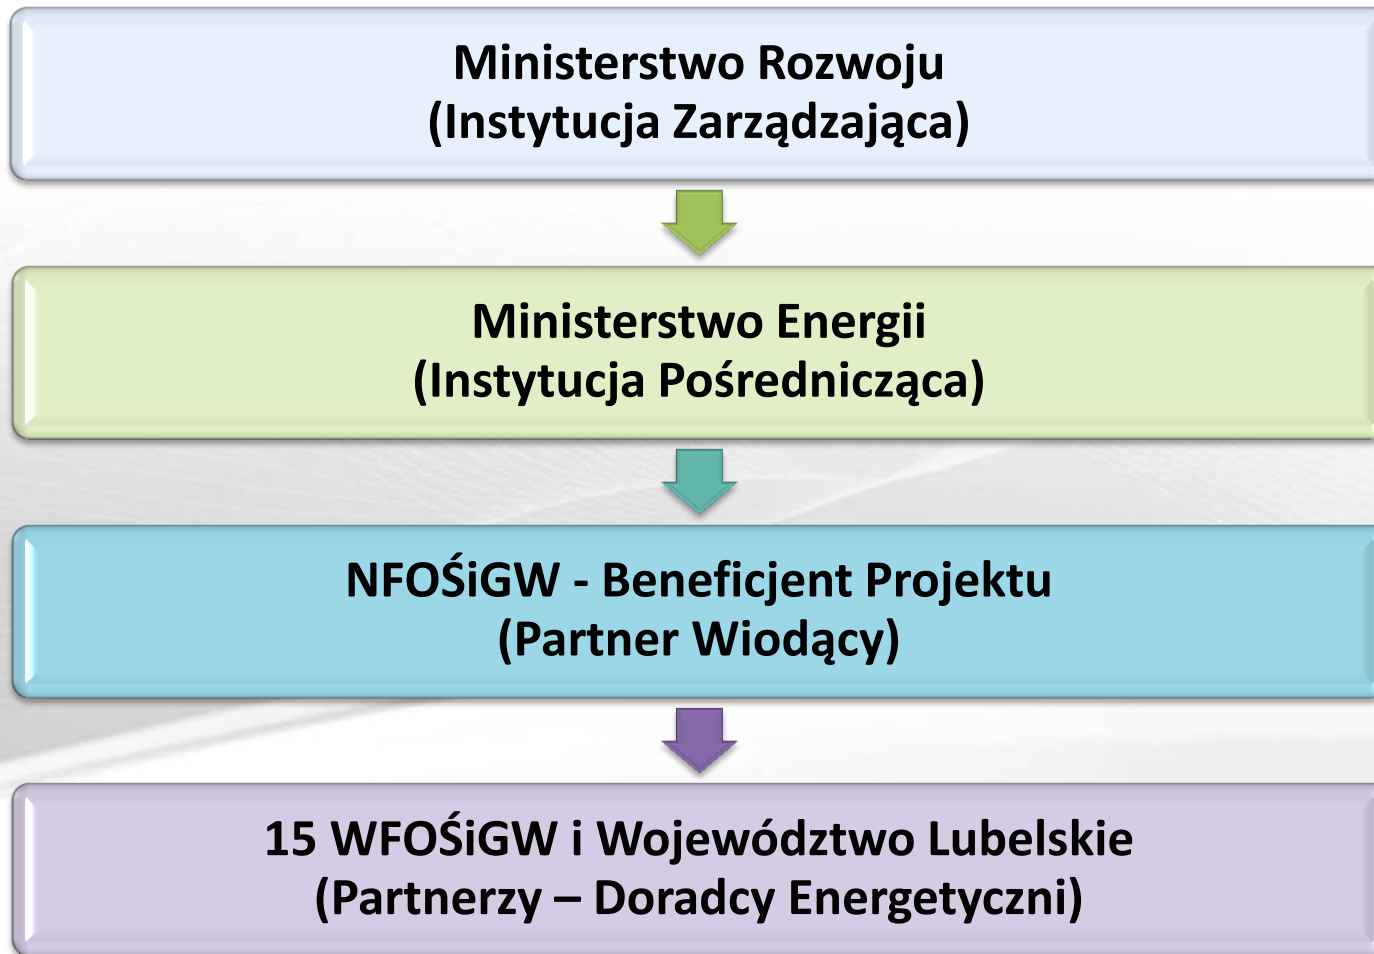 Ministerstwo Rozwoju
(Instytucja Zarządzająca)
Ministerstwo Energii
(Instytucja Pośrednicząca)
NFOŚiGW - Beneficjent Projektu
(Partner Wiodący)
15 WFOŚiGW i Województwo Lubelskie
(Partnerzy – Doradcy Energetyczni)